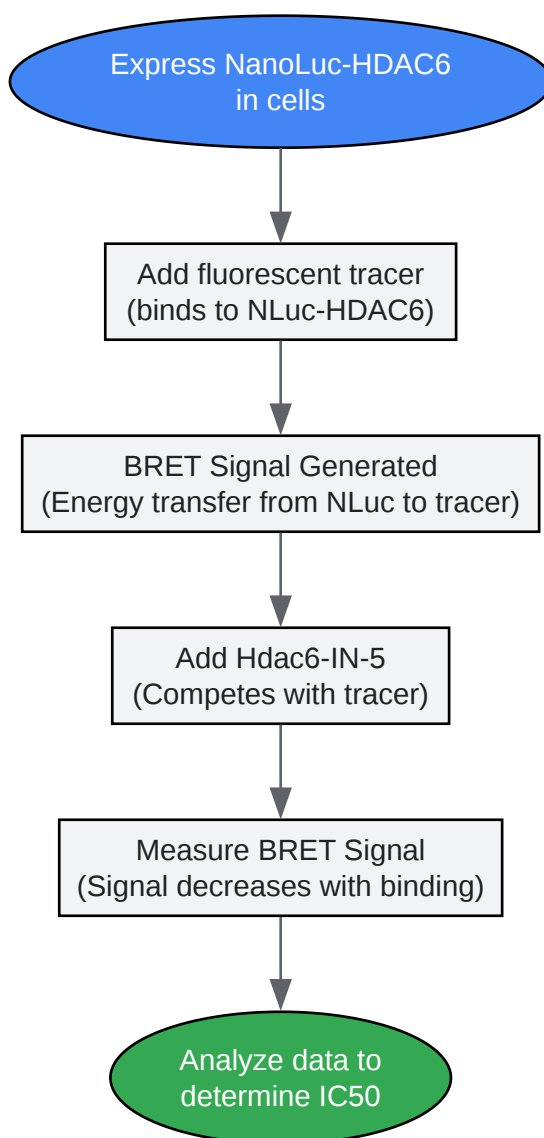 Express NanoLuc-HDAC6
in cells
Add fluorescent tracer
(binds to NLuc-HDAC6)
BRET Signal Generated
(Energy transfer from NLuc to tracer)
Add Hdac6-IN-5
(Competes with tracer)
Measure BRET Signal
(Signal decreases with binding)
Analyze data to
determine IC50